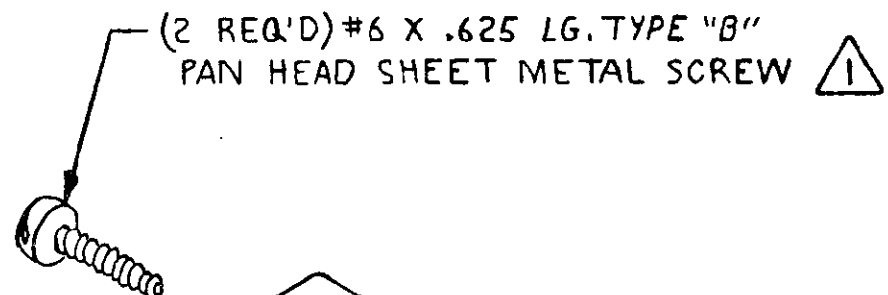 (2 REQ'D) #6 X .625 LG. TYPE "B"
PAN HEAD SHEET METAL SCREW 1